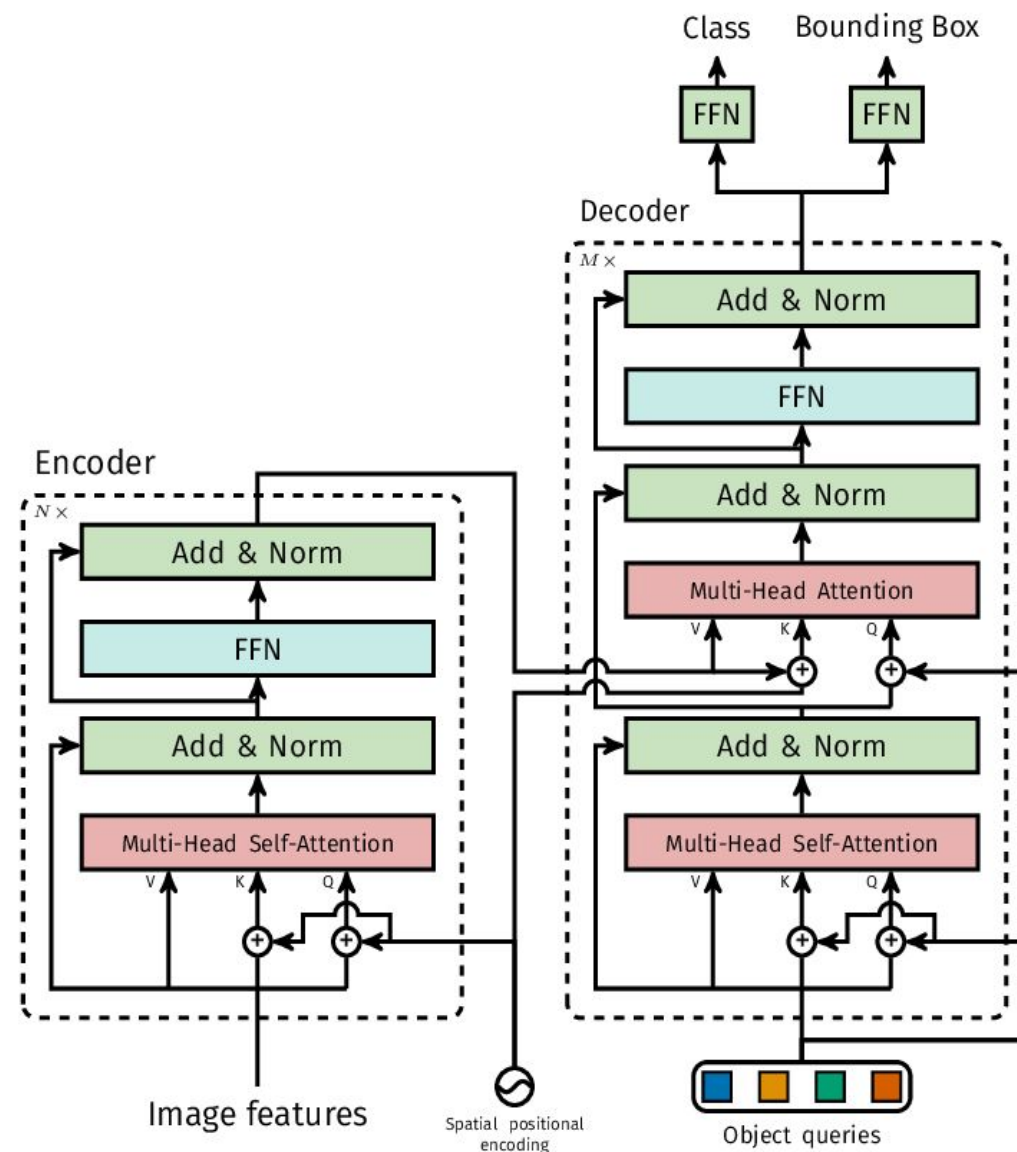 Class
Bounding Box
FFN
FFN
Decoder
M×
Add & Norm
FFN
Add & Norm
Multi-Head Attention
V
K
Q
+
+
Add & Norm
Multi-Head Self-Attention
V
K
Q
+
+
Object queries
Encoder
N×
Add & Norm
FFN
Add & Norm
Multi-Head Self-Attention
V
K
Q
+
+
Image features
Spatial positional
encoding